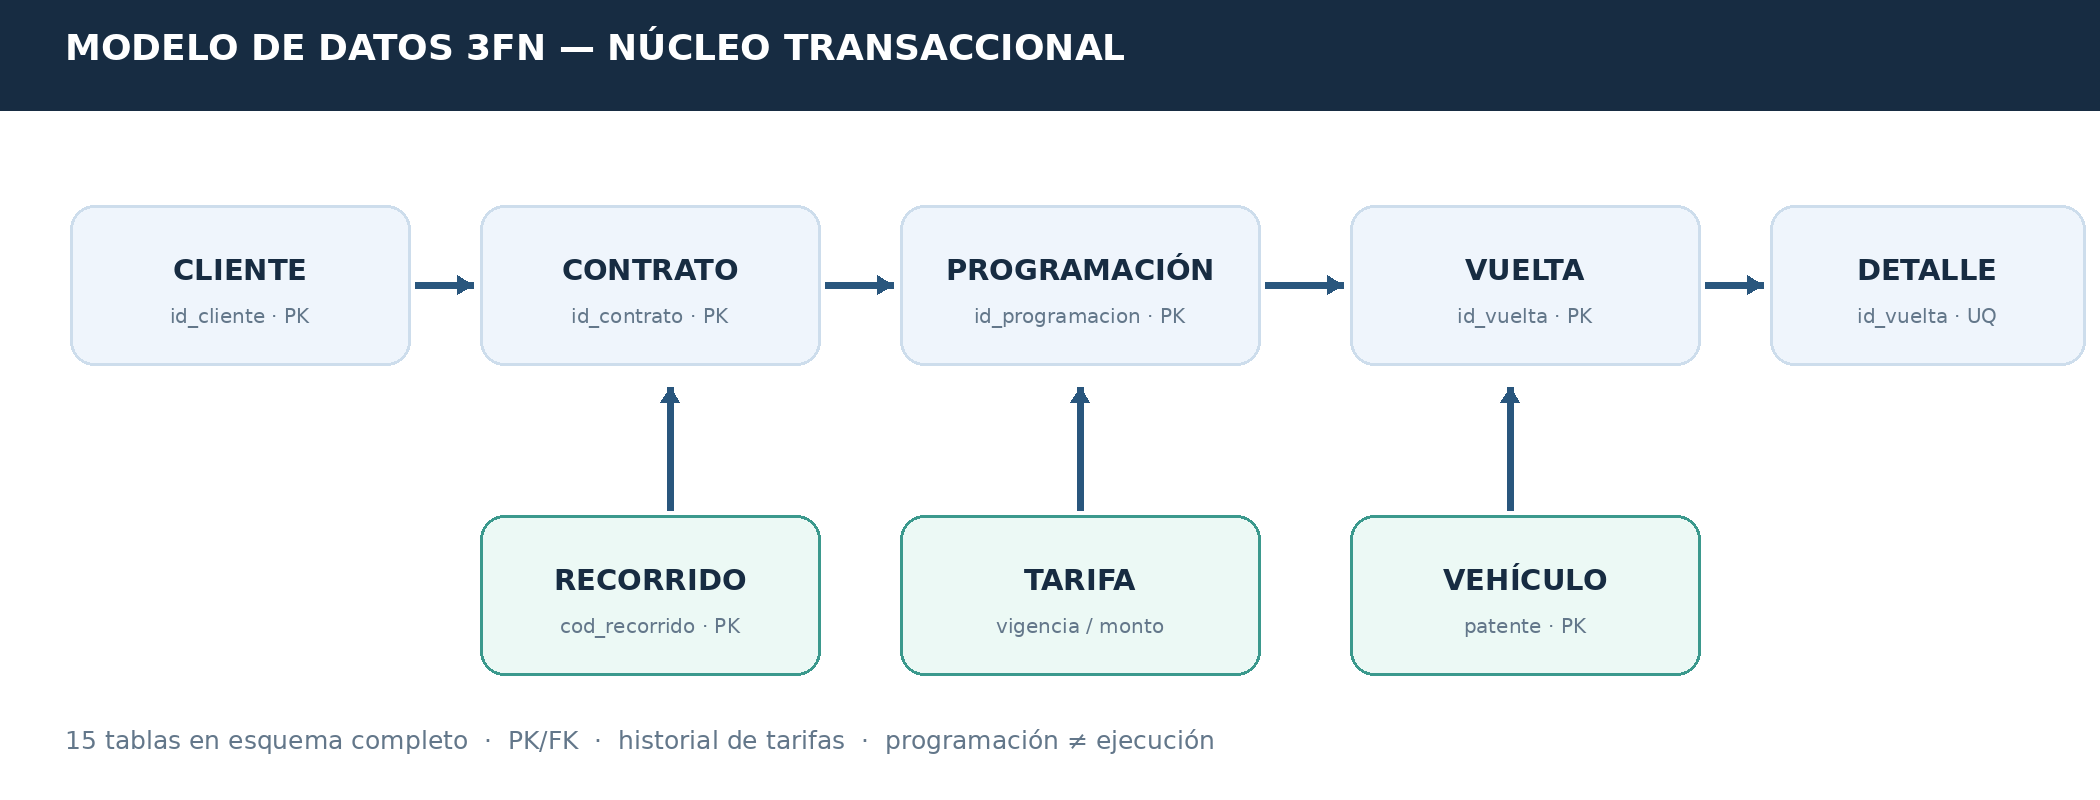 MODELO DE DATOS 3FN — NÚCLEO TRANSACCIONAL
CLIENTE
id_cliente · PK
CONTRATO
id_contrato · PK
PROGRAMACIÓN
id_programacion · PK
VUELTA
id_vuelta · PK
DETALLE
id_vuelta · UQ
RECORRIDO
cod_recorrido · PK
TARIFA
vigencia / monto
VEHÍCULO
patente · PK
15 tablas en esquema completo · PK/FK · historial de tarifas · programación ≠ ejecución